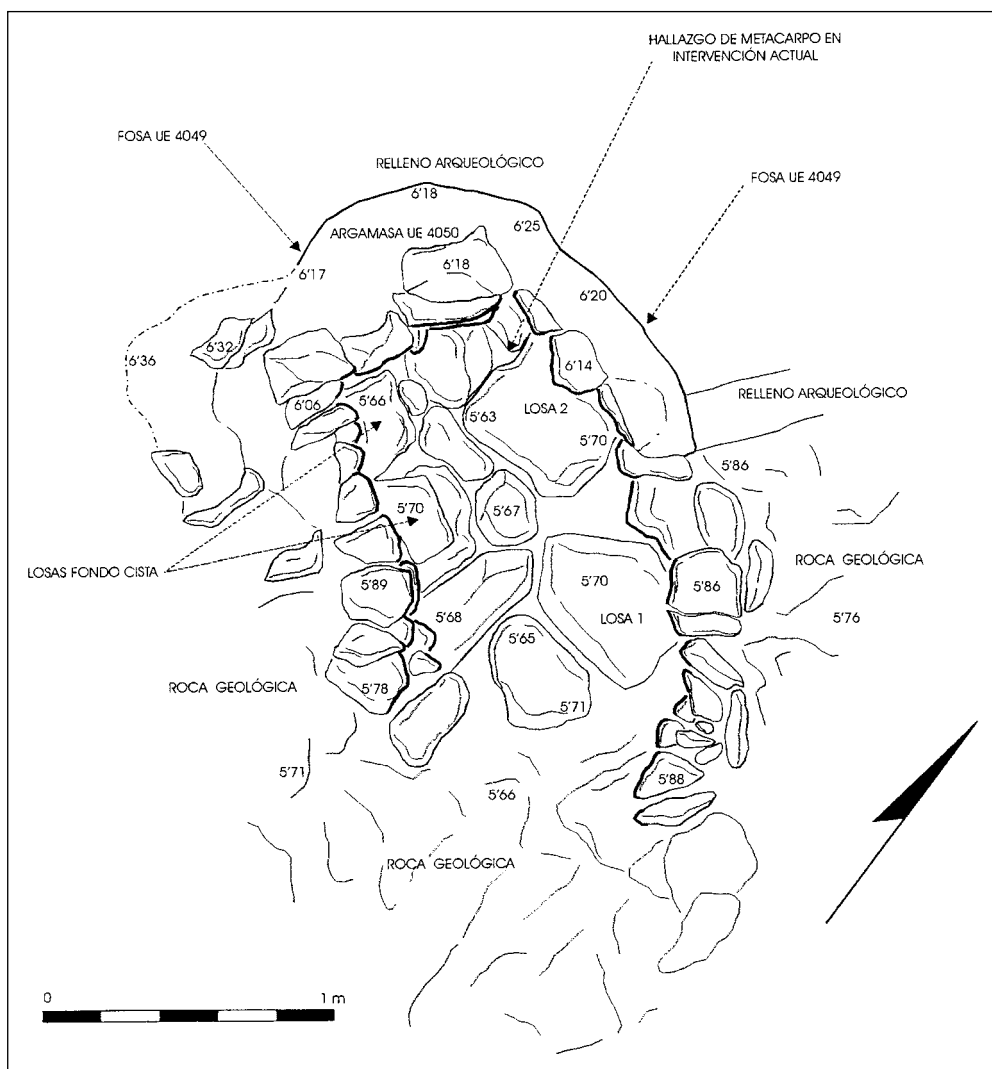 HALLAZGO DE METACARPO EN
INTERVENCIÓN ACTUAL
FOSA UE 4049
RELLENO ARQUEOLÓGICO
FOSA UE 4049
6'18
6'25
ARGAMASA UE 4050
6'18
6'17
6'20
6'32
6'36
6'14
5'66
RELLENO ARQUEOLÓGICO
6'06
5'63
LOSA 2
5'70
5'86
5'70
5'67
ROCA GEOLÓGICA
LOSAS FONDO CISTA
5'89
5'70
5'86
5'68
LOSA 1
5'76
5'65
ROCA GEOLÓGICA
5'78
5'71
5'71
5'66
5'88
ROCA GEOLÓGICA
0
1 m